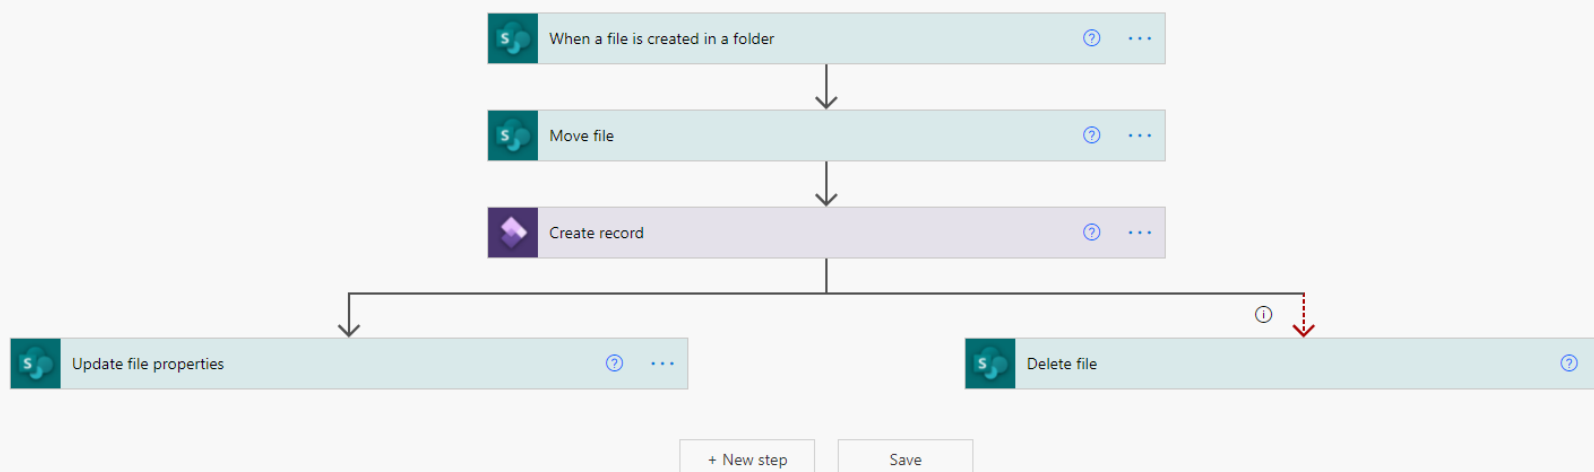 When a file is created in a folder
Move file
Create record
Update file properties
Delete file
+ New step
Save